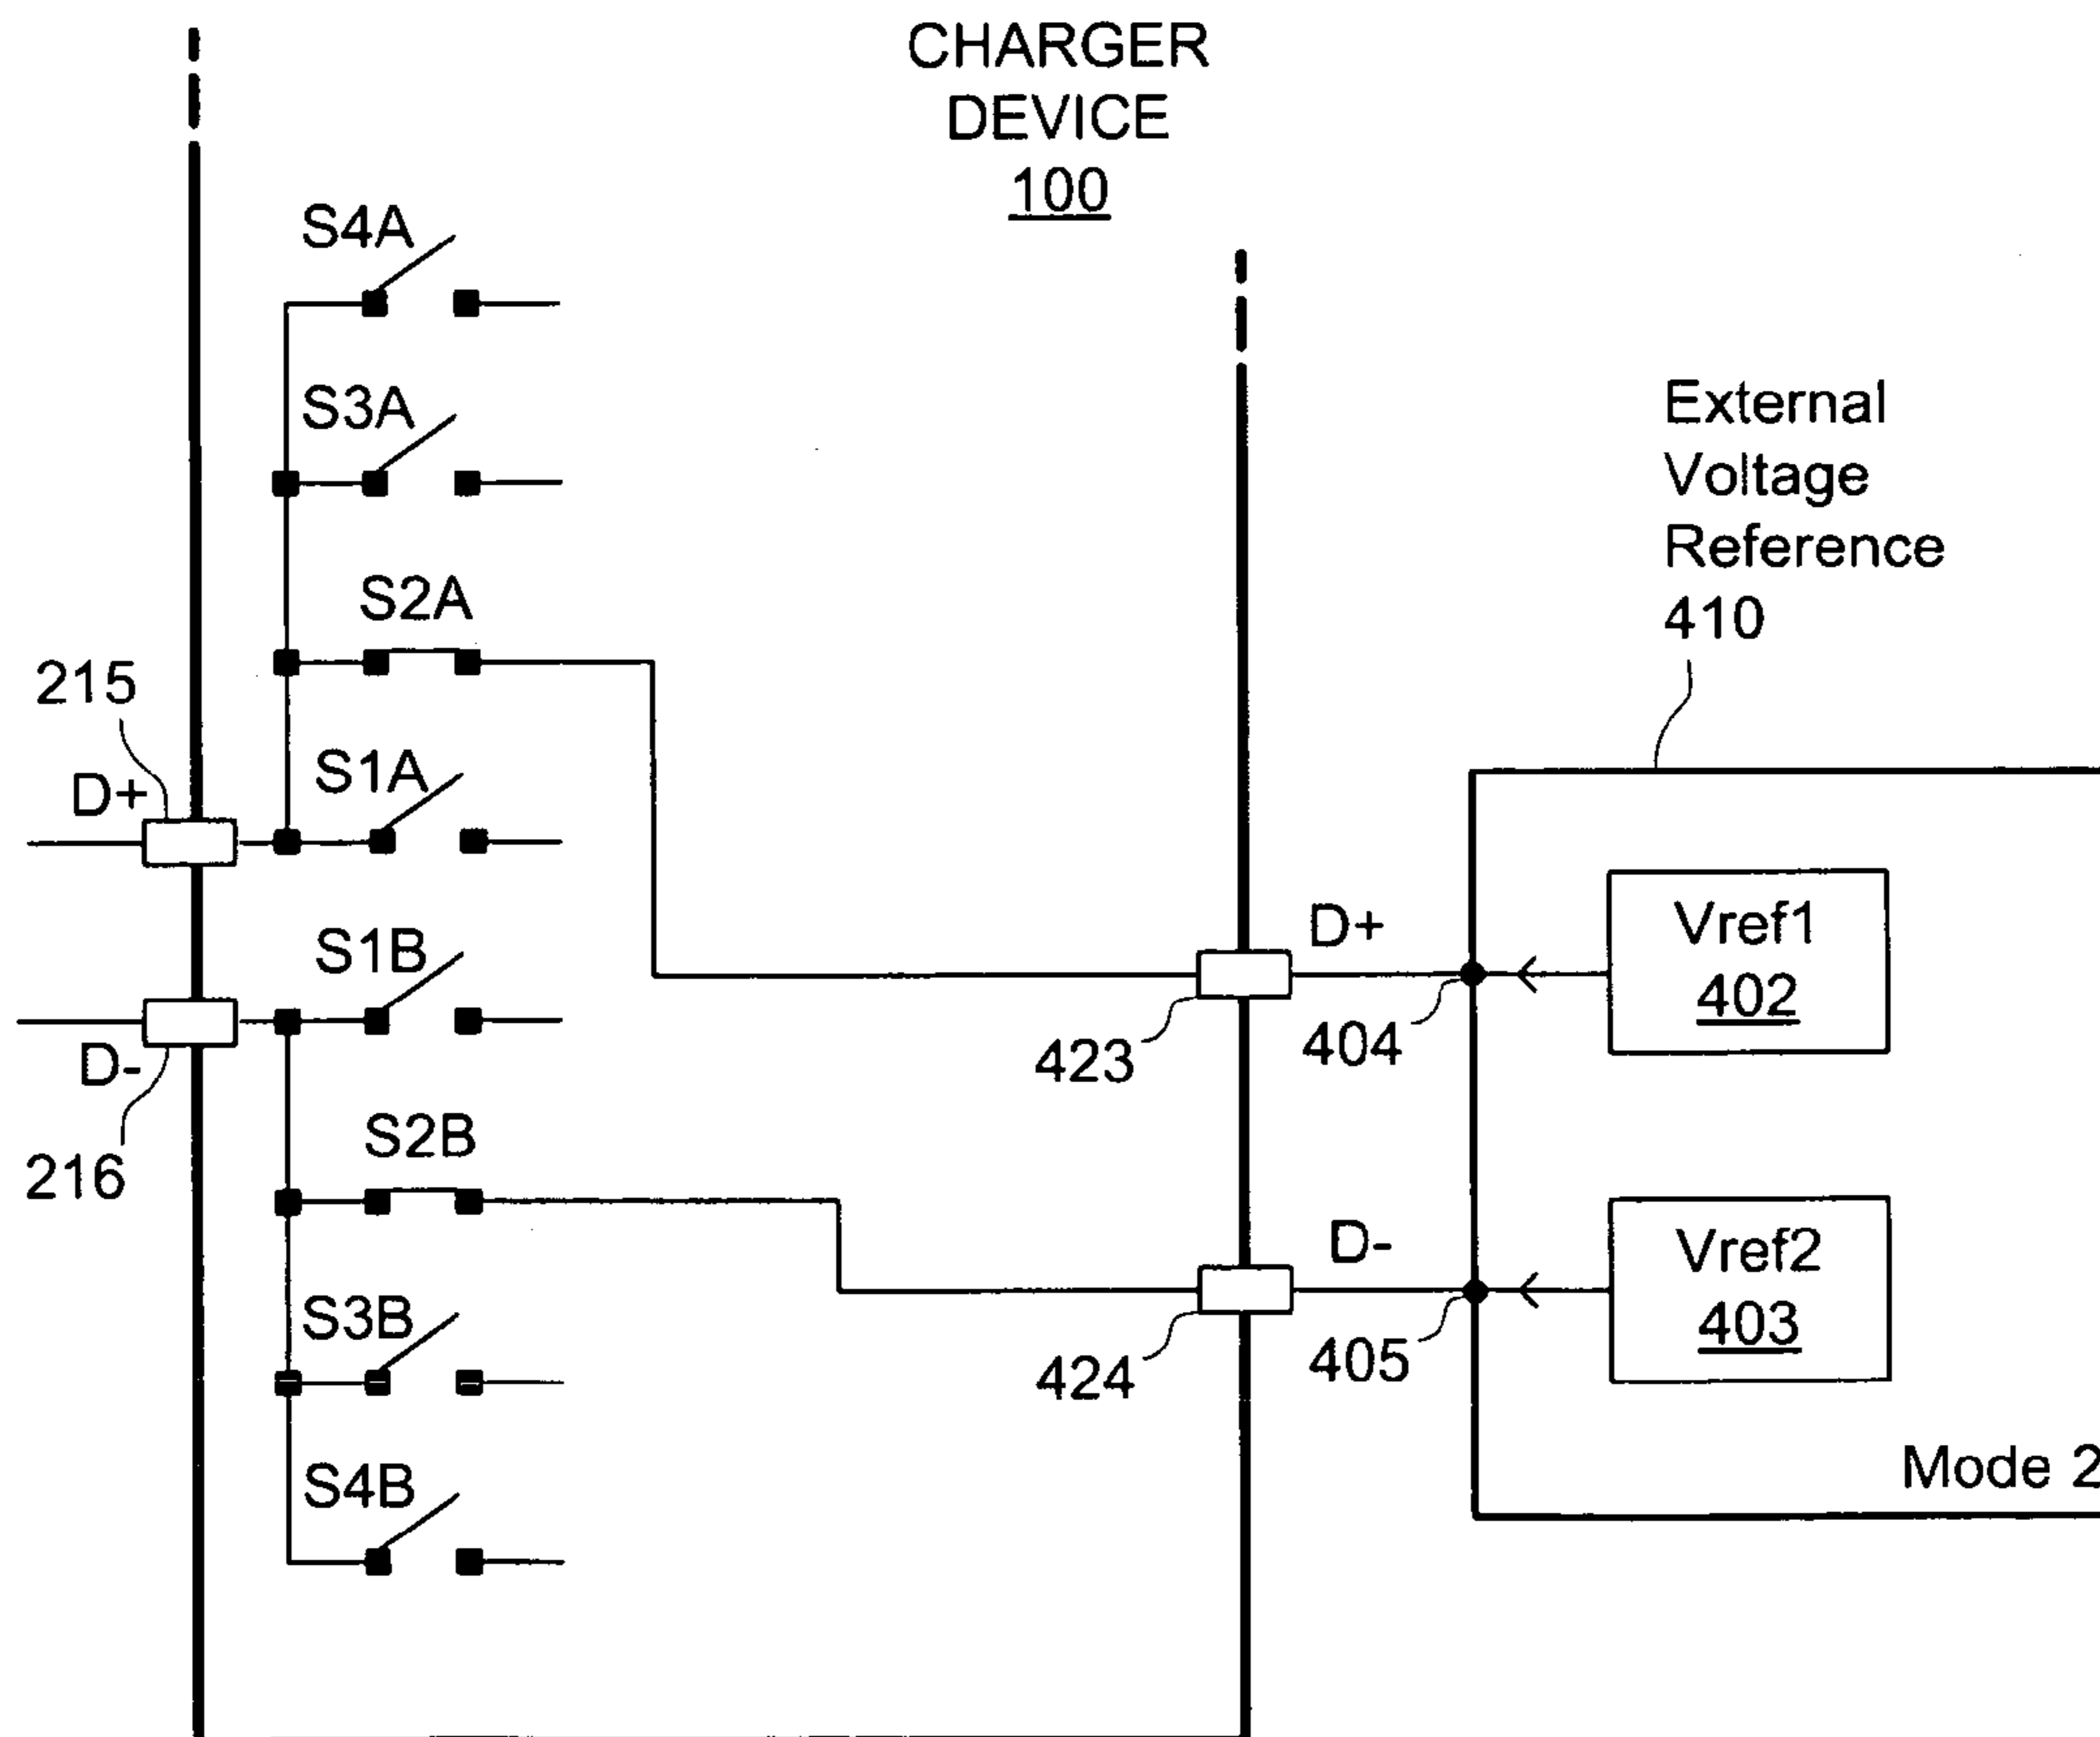 CHARGER
DEVICE
100
S4A
S3A
S2A
S1A
215
D+
S1B
D-
216
S2B
S3B
S4B
External
Voltage
Reference
410
D+
423
404
Vref1
402
D-
424
405
Vref2
403
Mode 2